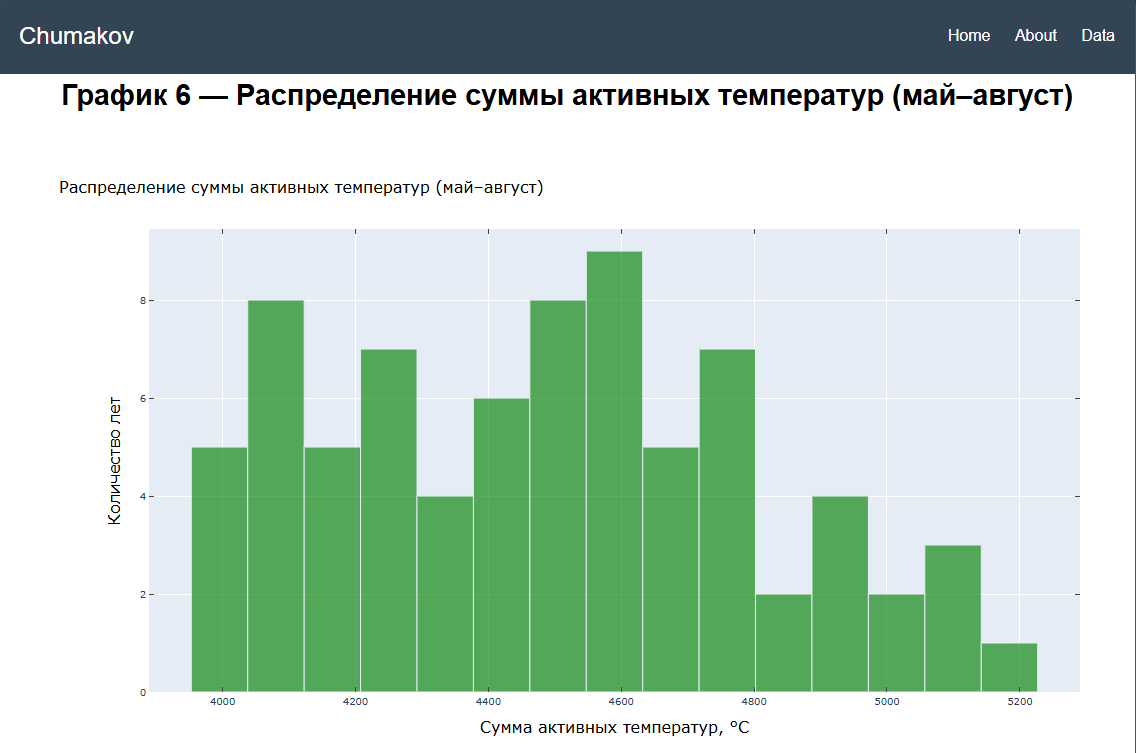 Chumakov
Home About Data
График 6 — Распределение суммы активных температур (май–август)
Распределение суммы активных температур (май–август)
Количество лет
8
6
4
2
0
4000 4200 4400 4600 4800 5000 5200
Сумма активных температур, °C